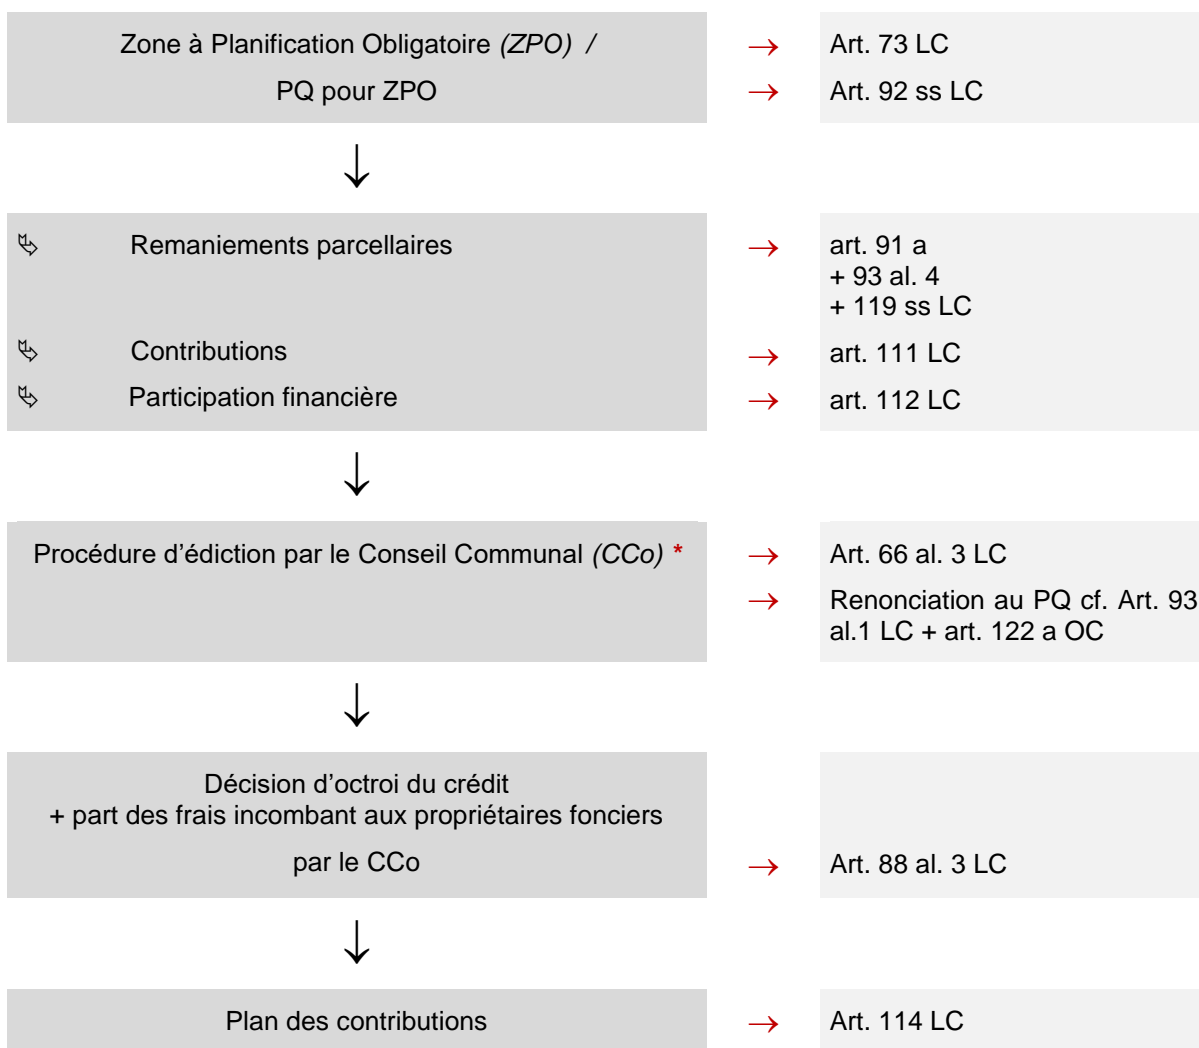 Zone à Planification Obligatoire (ZPO) / → Art. 73 LC
PQ pour ZPO → Art. 92 ss LC
↓
Remaniements parcellaires → art. 91 a
+ 93 al. 4
+ 119 ss LC
Contributions → art. 111 LC
Participation financière → art. 112 LC
↓
Procédure d'édiction par le Conseil Communal (CCo) * → Art. 66 al. 3 LC
→ Renonciation au PQ cf. Art. 93
al.1 LC + art. 122 a OC
↓
Décision d'octroi du crédit
+ part des frais incombant aux propriétaires fonciers
par le CCo → Art. 88 al. 3 LC
↓
Plan des contributions → Art. 114 LC